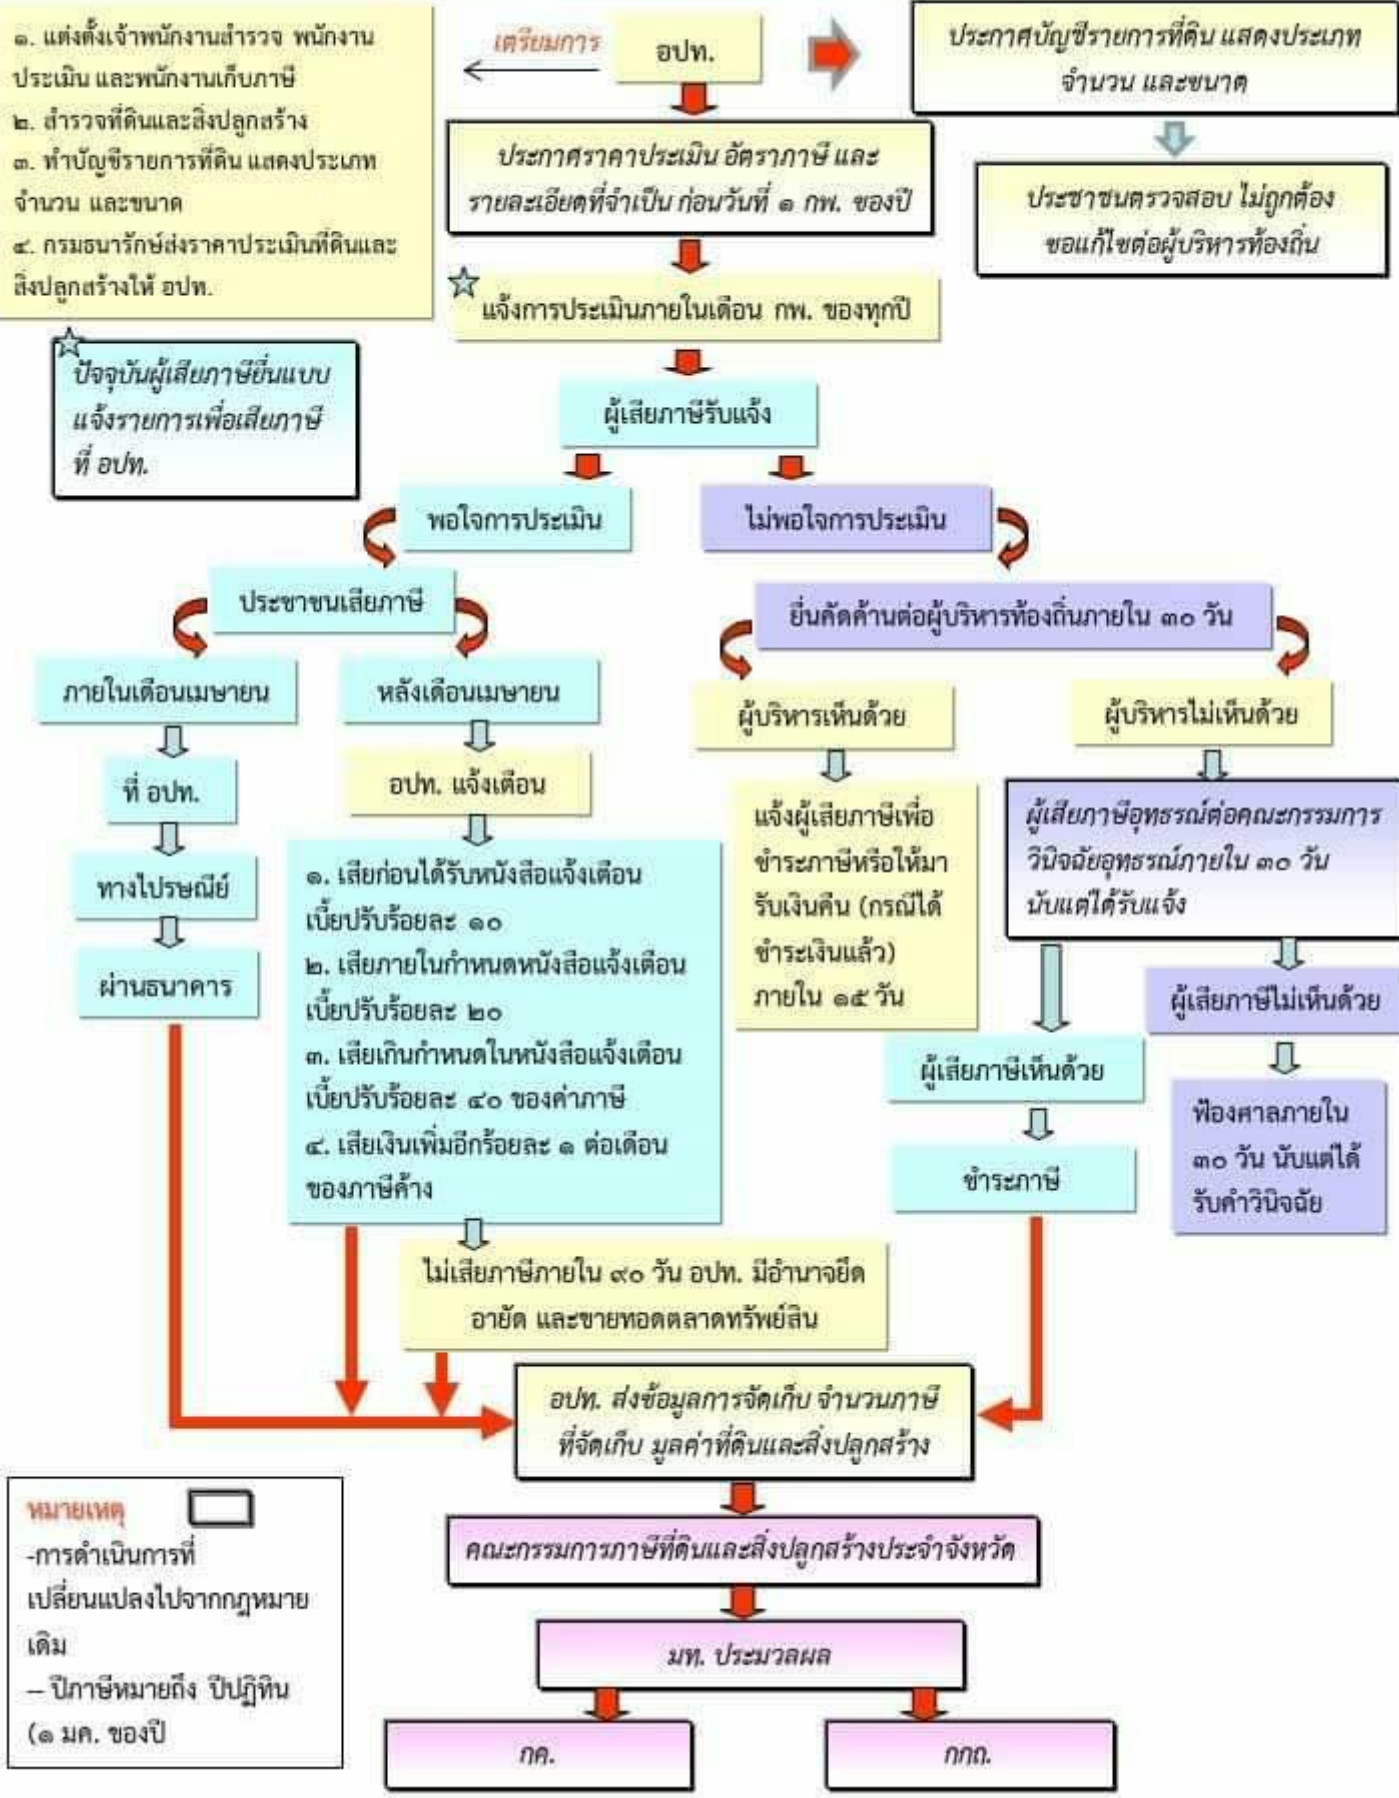 ๑. แต่งตั้งเจ้าพนักงานสำรวจ พนักงาน
ประเมิน และพนักงานเก็บภาษี
๒. สำรวจที่ดินและสิ่งปลูกสร้าง
๓. ทำบัญชีรายการที่ดิน แสดงประเภท
จำนวน และขนาด
๔. กรมธนารักษ์ส่งราคาประเมินที่ดินและ
สิ่งปลูกสร้างให้ อปท.
เตรียมการ
อปท.
ประกาศบัญชีรายการที่ดิน แสดงประเภท
จำนวน และขนาด
ประกาศราคาประเมิน อัตราภาษี และ
รายละเอียดที่จำเป็น ก่อนวันที่ ๑ กพ. ของปี
ประชาชนตรวจสอบ ไม่ถูกต้อง
ขอแก้ไขต่อผู้บริหารท้องถิ่น
แจ้งการประเมินภายในเดือน กพ. ของทุกปี
ปัจจุบันผู้เสียภาษียื่นแบบ
แจ้งรายการเพื่อเสียภาษี
ที่ อปท.
ผู้เสียภาษีรับแจ้ง
พอใจการประเมิน
ไม่พอใจการประเมิน
ประชาชนเสียภาษี
ยื่นคัดค้านต่อผู้บริหารท้องถิ่นภายใน ๓๐ วัน
ภายในเดือนเมษายน
หลังเดือนเมษายน
ผู้บริหารเห็นด้วย
ผู้บริหารไม่เห็นด้วย
ที่ อปท.
ทางไปรษณีย์
ผ่านธนาคาร
อปท. แจ้งเตือน
๑. เสียก่อนได้รับหนังสือแจ้งเตือน
เบี้ยปรับร้อยละ ๑๐
๒. เสียภายในกำหนดหนังสือแจ้งเตือน
เบี้ยปรับร้อยละ ๒๐
๓. เสียเกินกำหนดในหนังสือแจ้งเตือน
เบี้ยปรับร้อยละ ๔๐ ของค่าภาษี
๔. เสียเงินเพิ่มอีกร้อยละ ๑ ต่อเดือน
ของภาษีค้าง
แจ้งผู้เสียภาษีเพื่อ
ชำระภาษีหรือให้มา
รับเงินคืน (กรณีได้
ชำระเงินแล้ว)
ภายใน ๑๕ วัน
ผู้เสียภาษีอุทธรณ์ต่อคณะกรรมการ
วินิจฉัยอุทธรณ์ภายใน ๓๐ วัน
นับแต่ได้รับแจ้ง
ผู้เสียภาษีไม่เห็นด้วย
ผู้เสียภาษีเห็นด้วย
ฟ้องศาลภายใน
๓๐ วัน นับแต่ได้
รับคำวินิจฉัย
ชำระภาษี
ไม่เสียภาษีภายใน ๙๐ วัน อปท. มีอำนาจยึด
อายัด และขายทอดตลาดทรัพย์สิน
อปท. ส่งข้อมูลการจัดเก็บ จำนวนภาษี
ที่จัดเก็บ มูลค่าที่ดินและสิ่งปลูกสร้าง
หมายเหตุ
-การดำเนินการที่
เปลี่ยนแปลงไปจากกฎหมาย
เดิม
– ปีภาษีหมายถึง ปีปฏิทิน
(๑ มค. ของปี
คณะกรรมการภาษีที่ดินและสิ่งปลูกสร้างประจำจังหวัด
มท. ประมวลผล
กค.
กกถ.